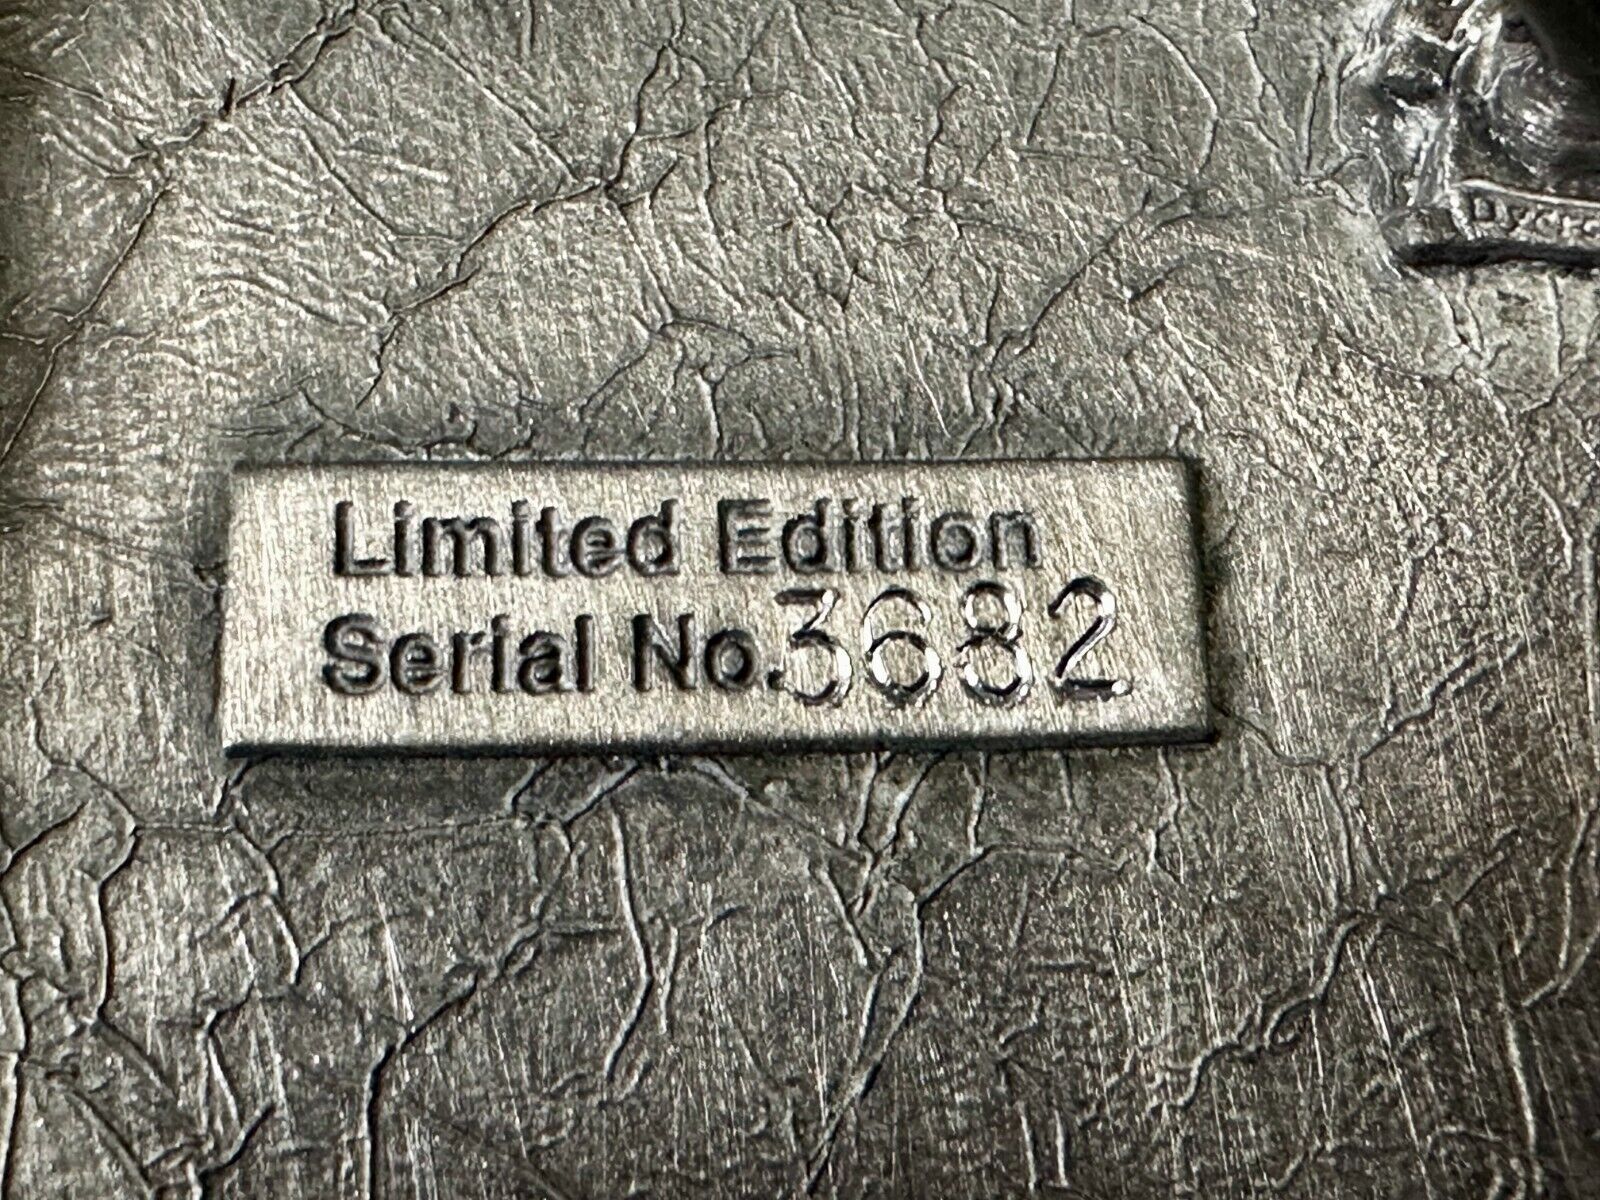 Limited Edition
Serial No.3682